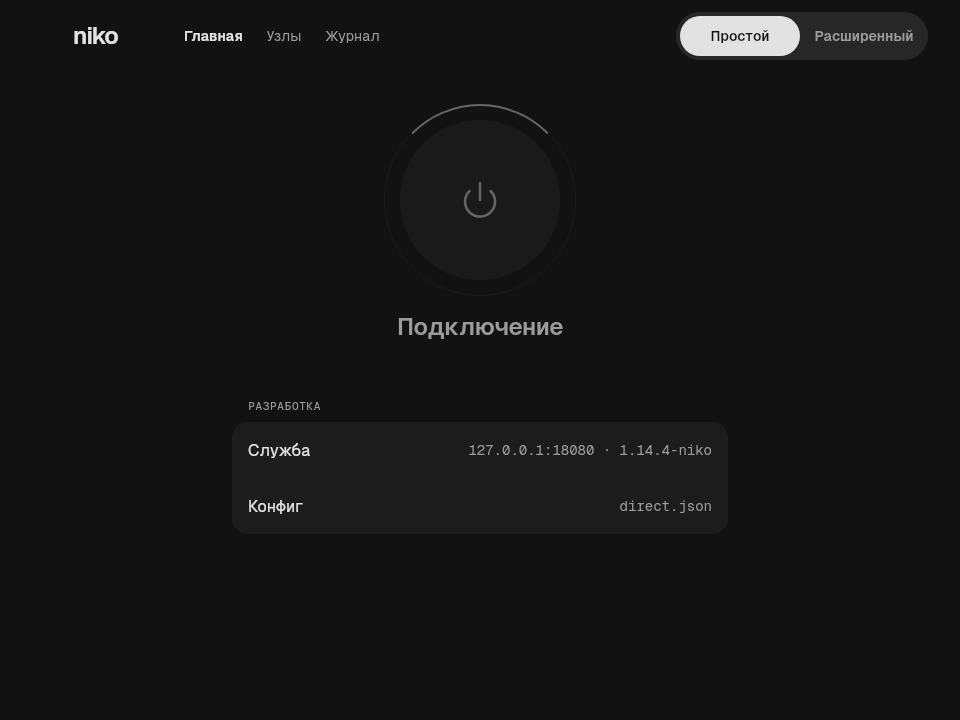 niko
Главная Узлы Журнал
Простой Расширенный
Подключение
РАЗРАБОТКА
Служба 127.0.0.1:18080 · 1.14.4-niko
Конфиг direct.json